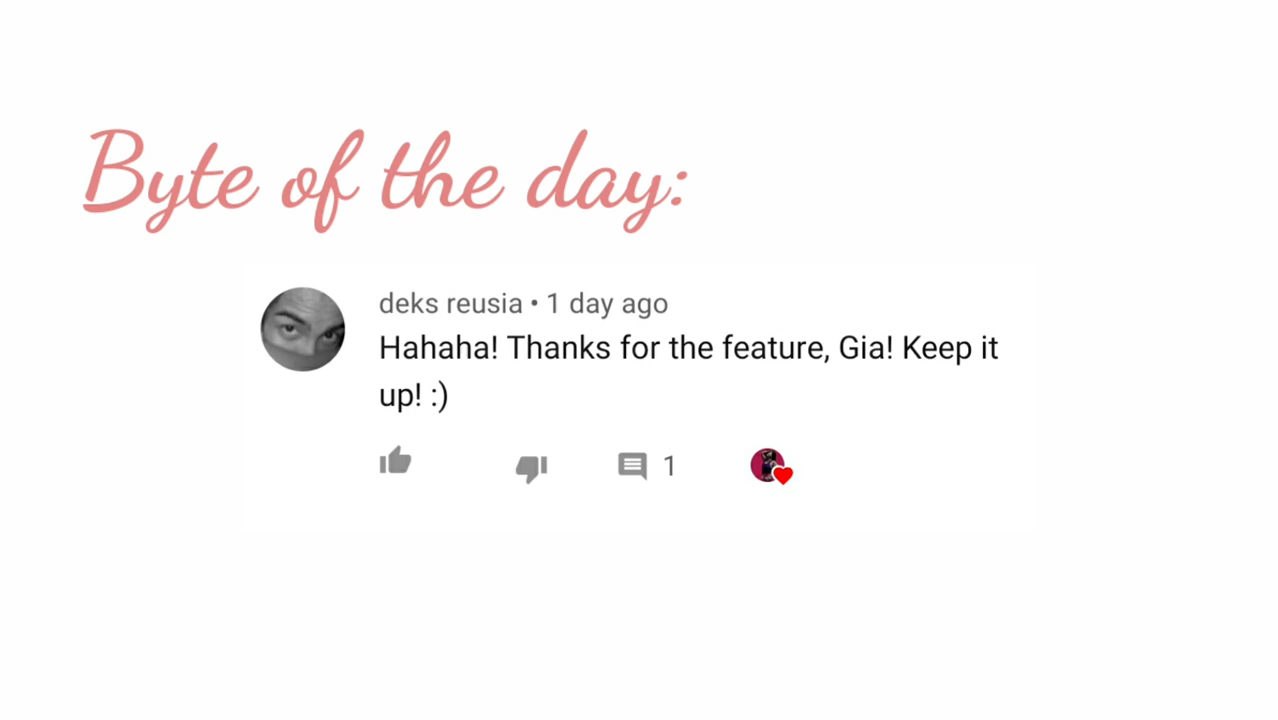 Byte of the day:
deks reusia • 1 day ago
Hahaha! Thanks for the feature, Gia! Keep it
up! :)
1